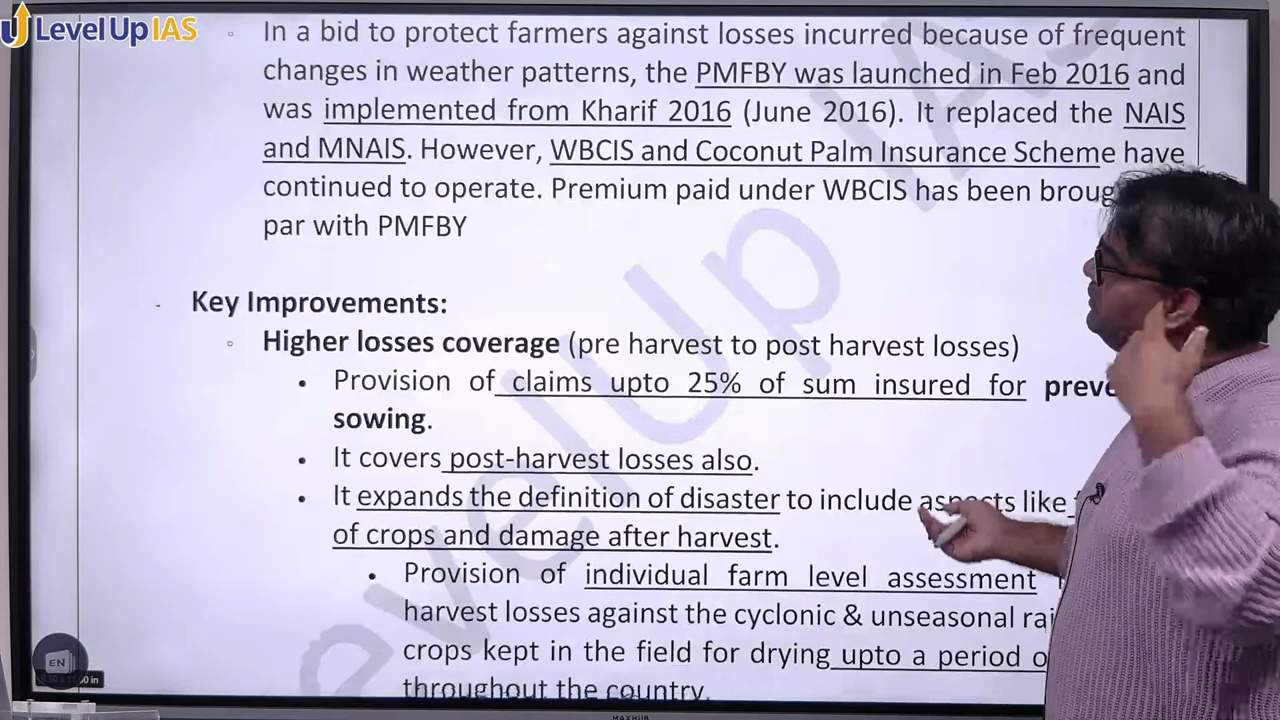 Level Up IAS
In a bid to protect farmers against losses incurred because of frequent
changes in weather patterns, the PMFBY was launched in Feb 2016 and
was implemented from Kharif 2016 (June 2016). It replaced the NAIS
and MNAIS. However, WBCIS and Coconut Palm Insurance Scheme have
continued to operate. Premium paid under WBCIS has been
par with PMFBY
- Key Improvements:
Higher losses coverage (pre harvest to post harvest losses)
• Provision of claims upto 25% of sum insured for
sowing.
• It covers post-harvest losses also.
• It expands the definition of disaster to include aspects like
of crops and damage after harvest.
• Provision of individual farm level assessment
harvest losses against the cyclonic & unseasonal
crops kept in the field for drying upto a period
throughout the country.
EN
MAXHUB